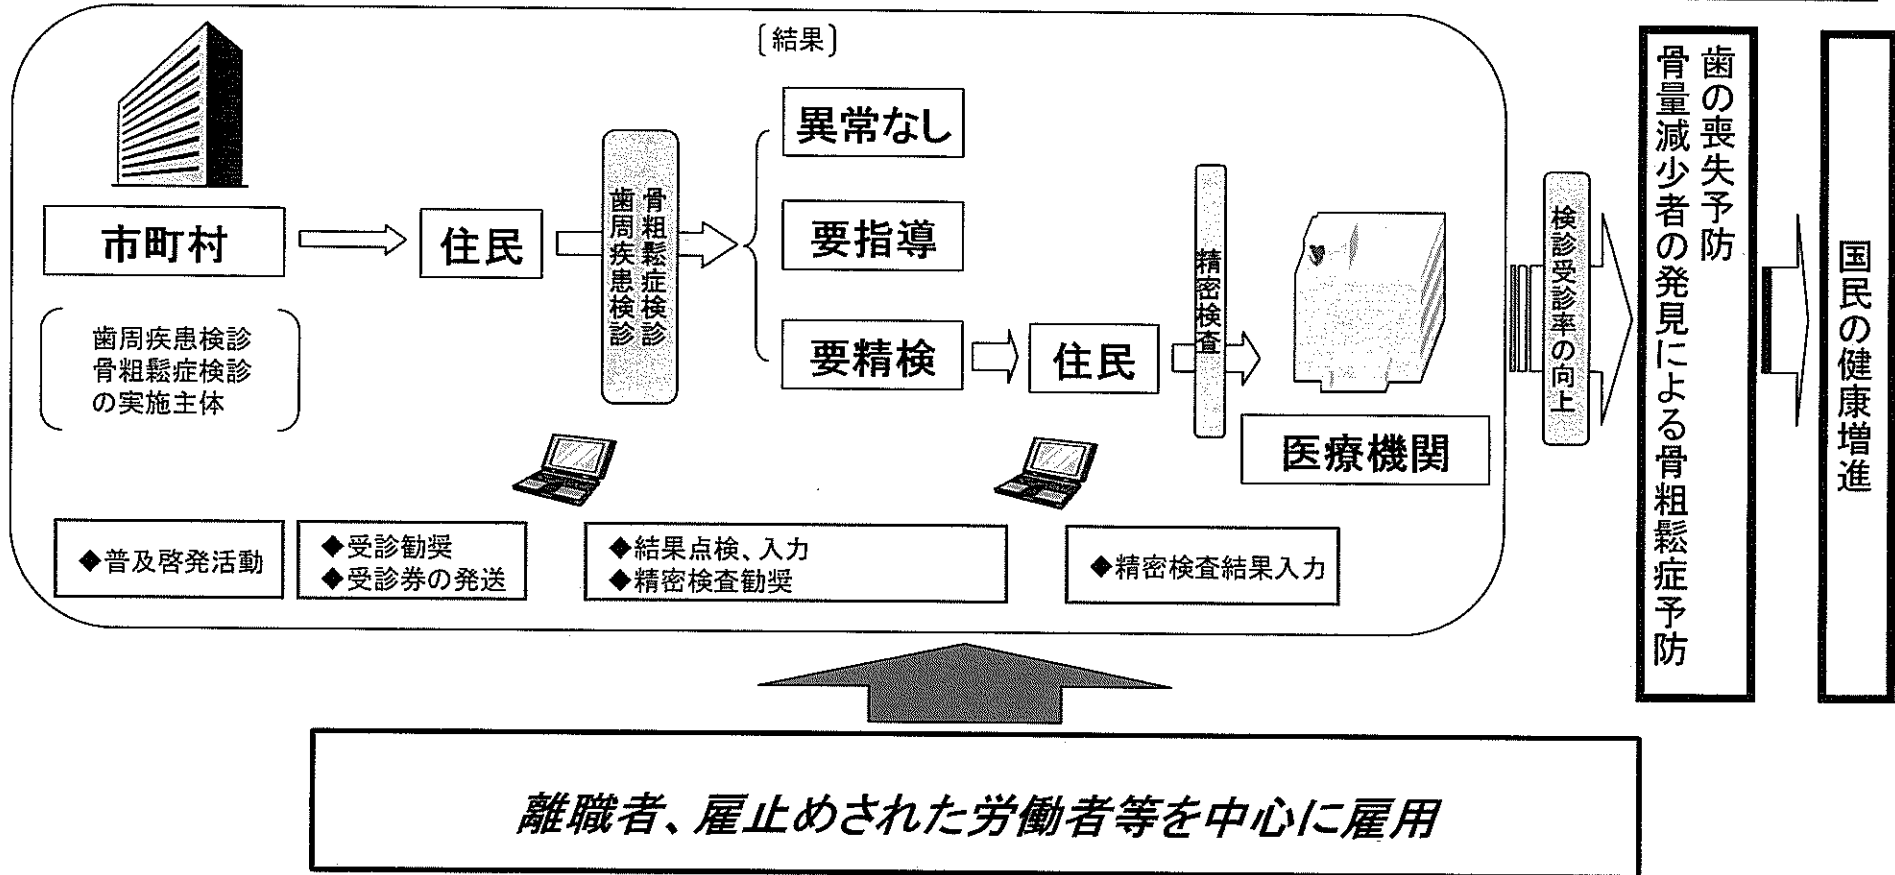 〔結果〕
市町村
歯周疾患検診
骨粗鬆症検診
の実施主体
住民
骨粗鬆症検診
歯周疾患検診
異常なし
要指導
要精検
住民
精密検査
医療機関
◆普及啓発活動
◆受診勧奨
◆受診券の発送
◆結果点検、入力
◆精密検査勧奨
◆精密検査結果入力
検診受診率の向上
歯の喪失予防
骨量減少者の発見による骨粗鬆症予防
国民の健康増進
離職者、雇止めされた労働者等を中心に雇用